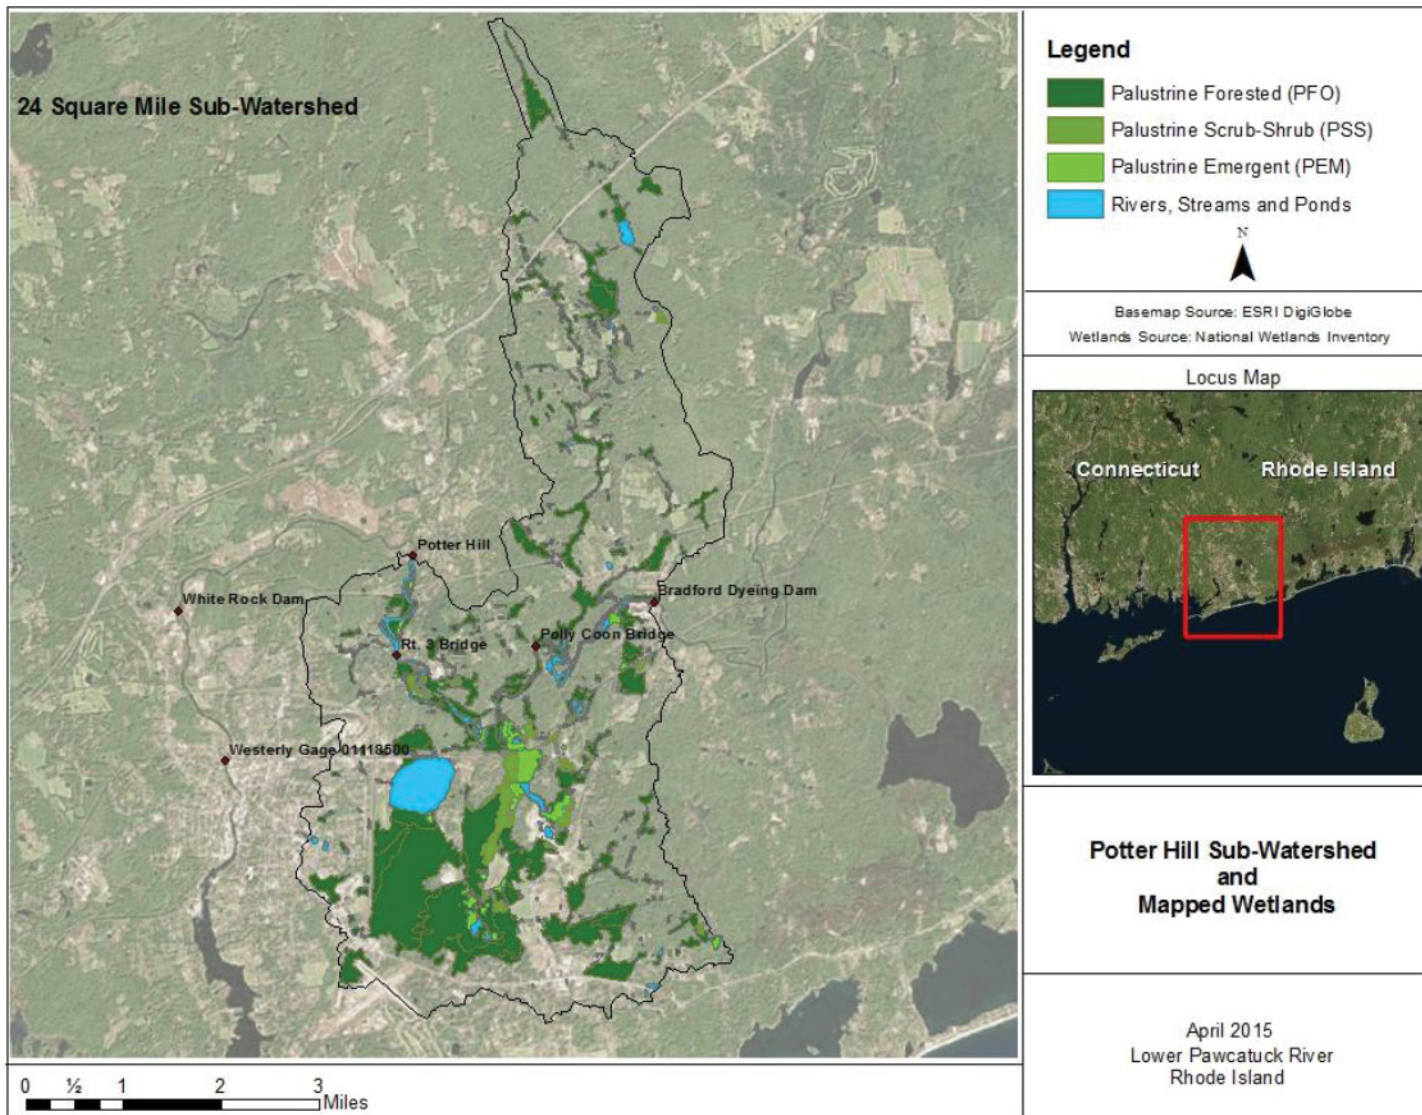 24 Square Mile Sub-Watershed
Potter Hill
White Rock Dam
Bradford Dyeing Dam
Polly Coon Bridge
Rt. 3 Bridge
Westerly Gage 01118500
0 ½ 1 2 3
Miles
Legend
Palustrine Forested (PFO)
Palustrine Scrub-Shrub (PSS)
Palustrine Emergent (PEM)
Rivers, Streams and Ponds
N
Basemap Source: ESRI DigiGlobe
Wetlands Source: National Wetlands Inventory
Locus Map
Connecticut Rhode Island
Potter Hill Sub-Watershed
and
Mapped Wetlands
April 2015
Lower Pawcatuck River
Rhode Island